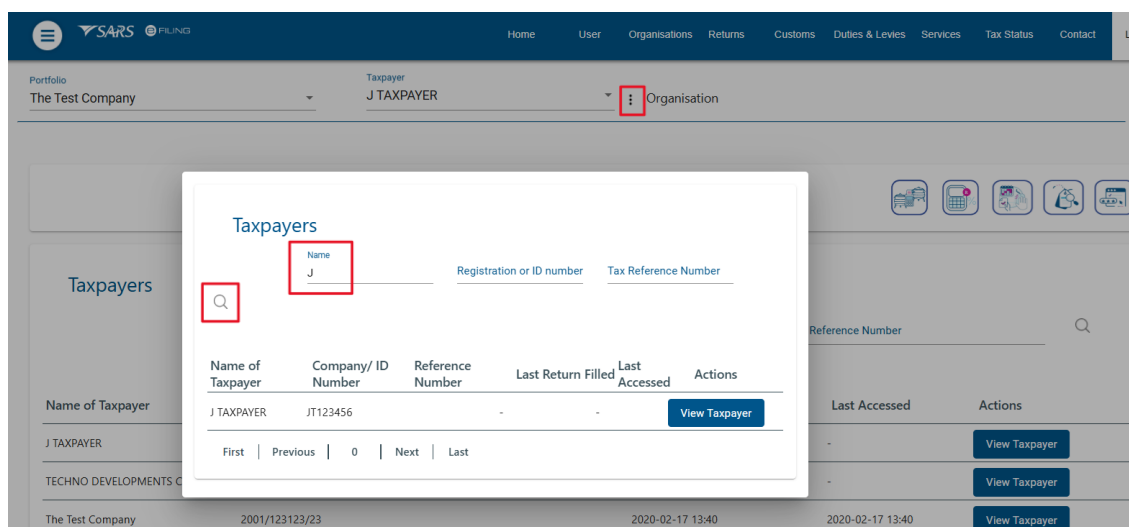 SARS eFILING
Home User Organisations Returns Customs Duties & Levies Services Tax Status Contact L
Portfolio
The Test Company
Taxpayer
J TAXPAYER
Organisation
Taxpayers
Name
J
Registration or ID number
Tax Reference Number
Name of Taxpayer Company/ ID Number Reference Number Last Return Filled Last Accessed Actions
J TAXPAYER JT123456 - - View Taxpayer
First Previous 0 Next Last
Taxpayers
Reference Number
Name of Taxpayer Last Accessed Actions
J TAXPAYER - View Taxpayer
TECHNO DEVELOPMENTS C - View Taxpayer
The Test Company 2001/123123/23 2020-02-17 13:40 2020-02-17 13:40 View Taxpayer